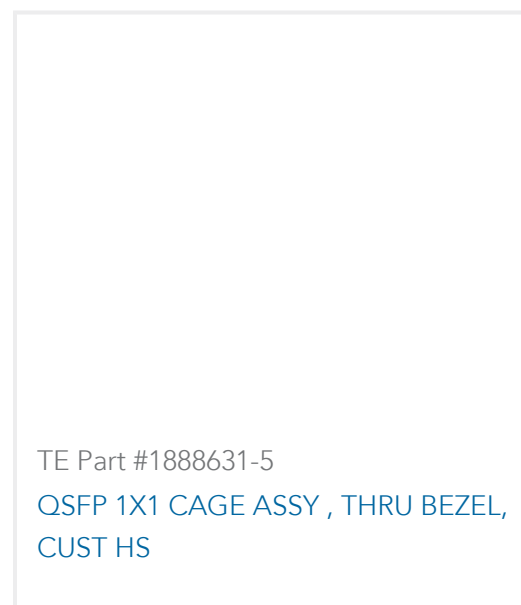 TE Part #1888631-5
QSFP 1X1 CAGE ASSY , THRU BEZEL,
CUST HS